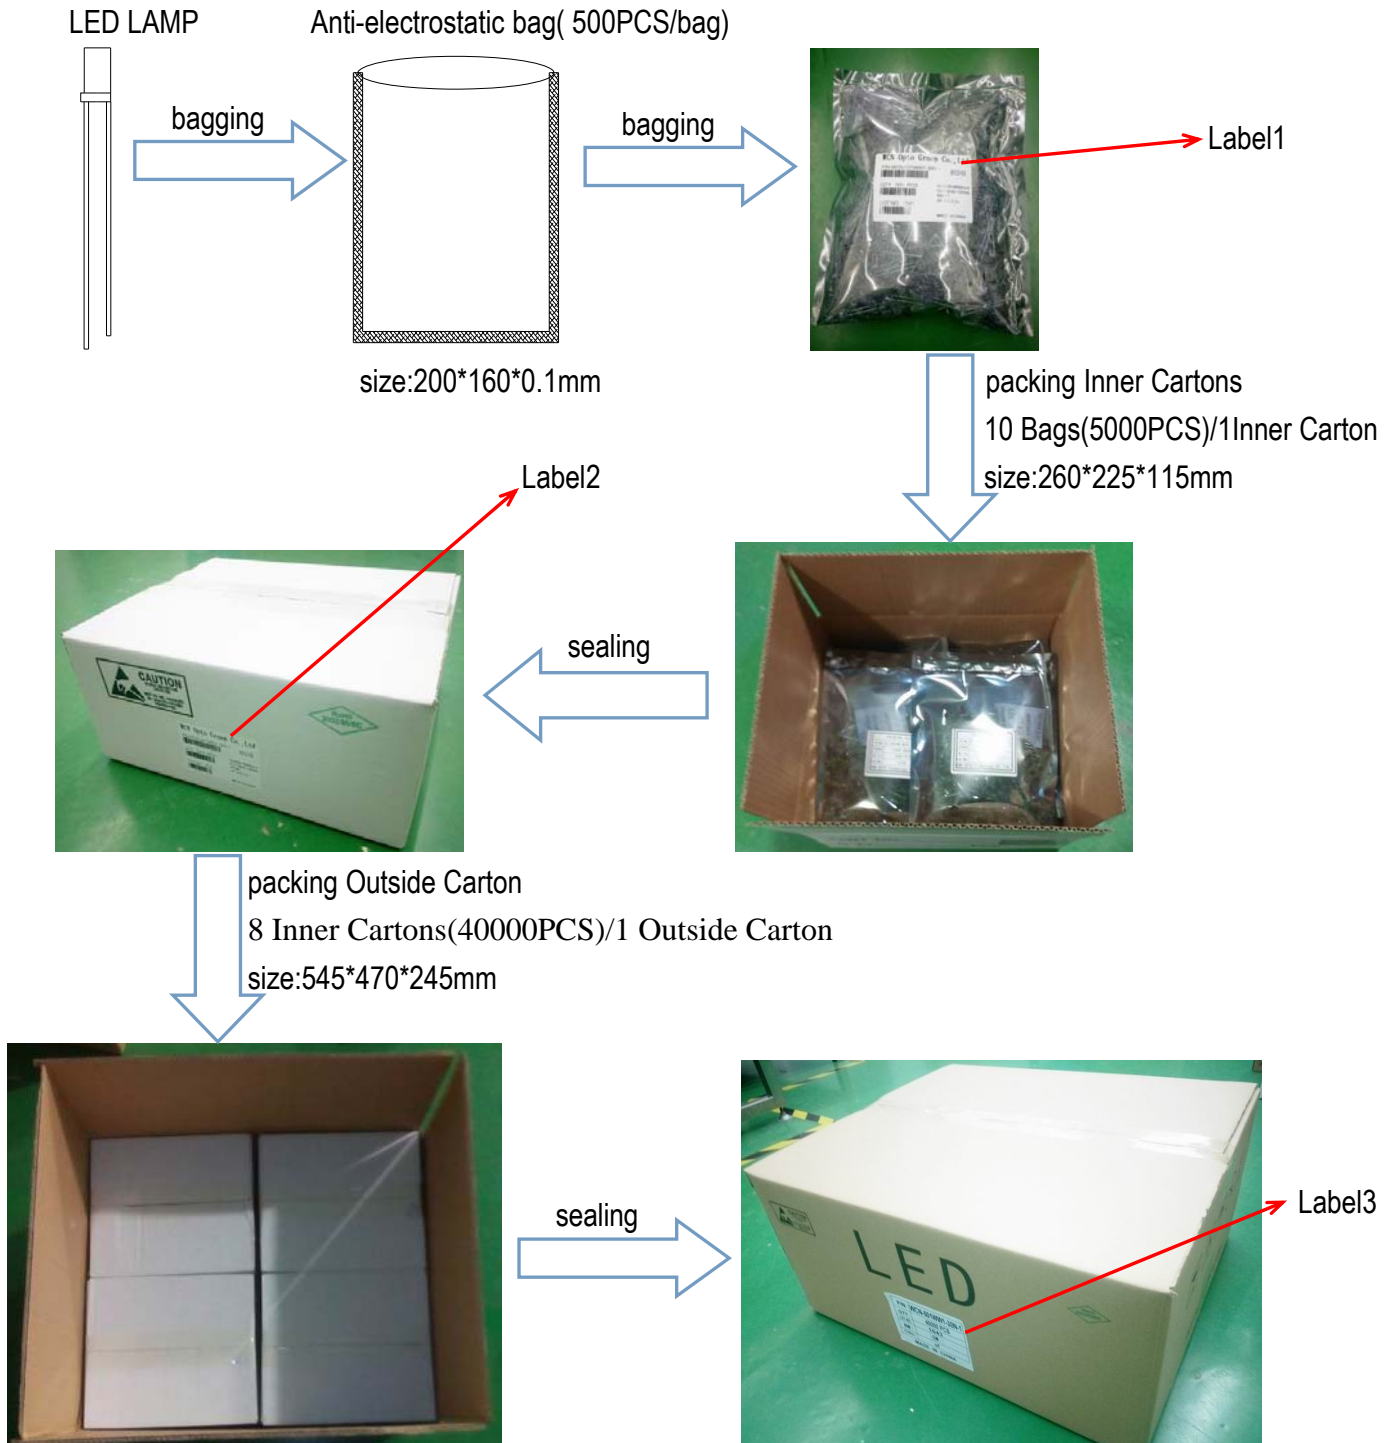 LED LAMP
Anti-electrostatic bag( 500PCS/bag)
bagging
bagging
Label1
size:200*160*0.1mm
packing Inner Cartons
10 Bags(5000PCS)/1Inner Carton
size:260*225*115mm
Label2
sealing
CAUTION
packing Outside Carton
8 Inner Cartons(40000PCS)/1 Outside Carton
size:545*470*245mm
sealing
Label3
LED